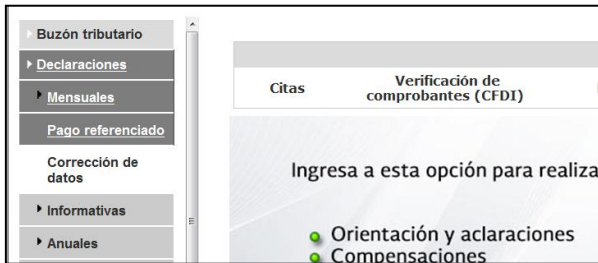 Buzón tributario
Declaraciones
Mensuales
Pago referenciado
Corrección de
datos
Informativas
Anuales
Citas
Verificación de
comprobantes (CFDI)
Ingresa a esta opción para realiza
Orientación y aclaraciones
Compensaciones